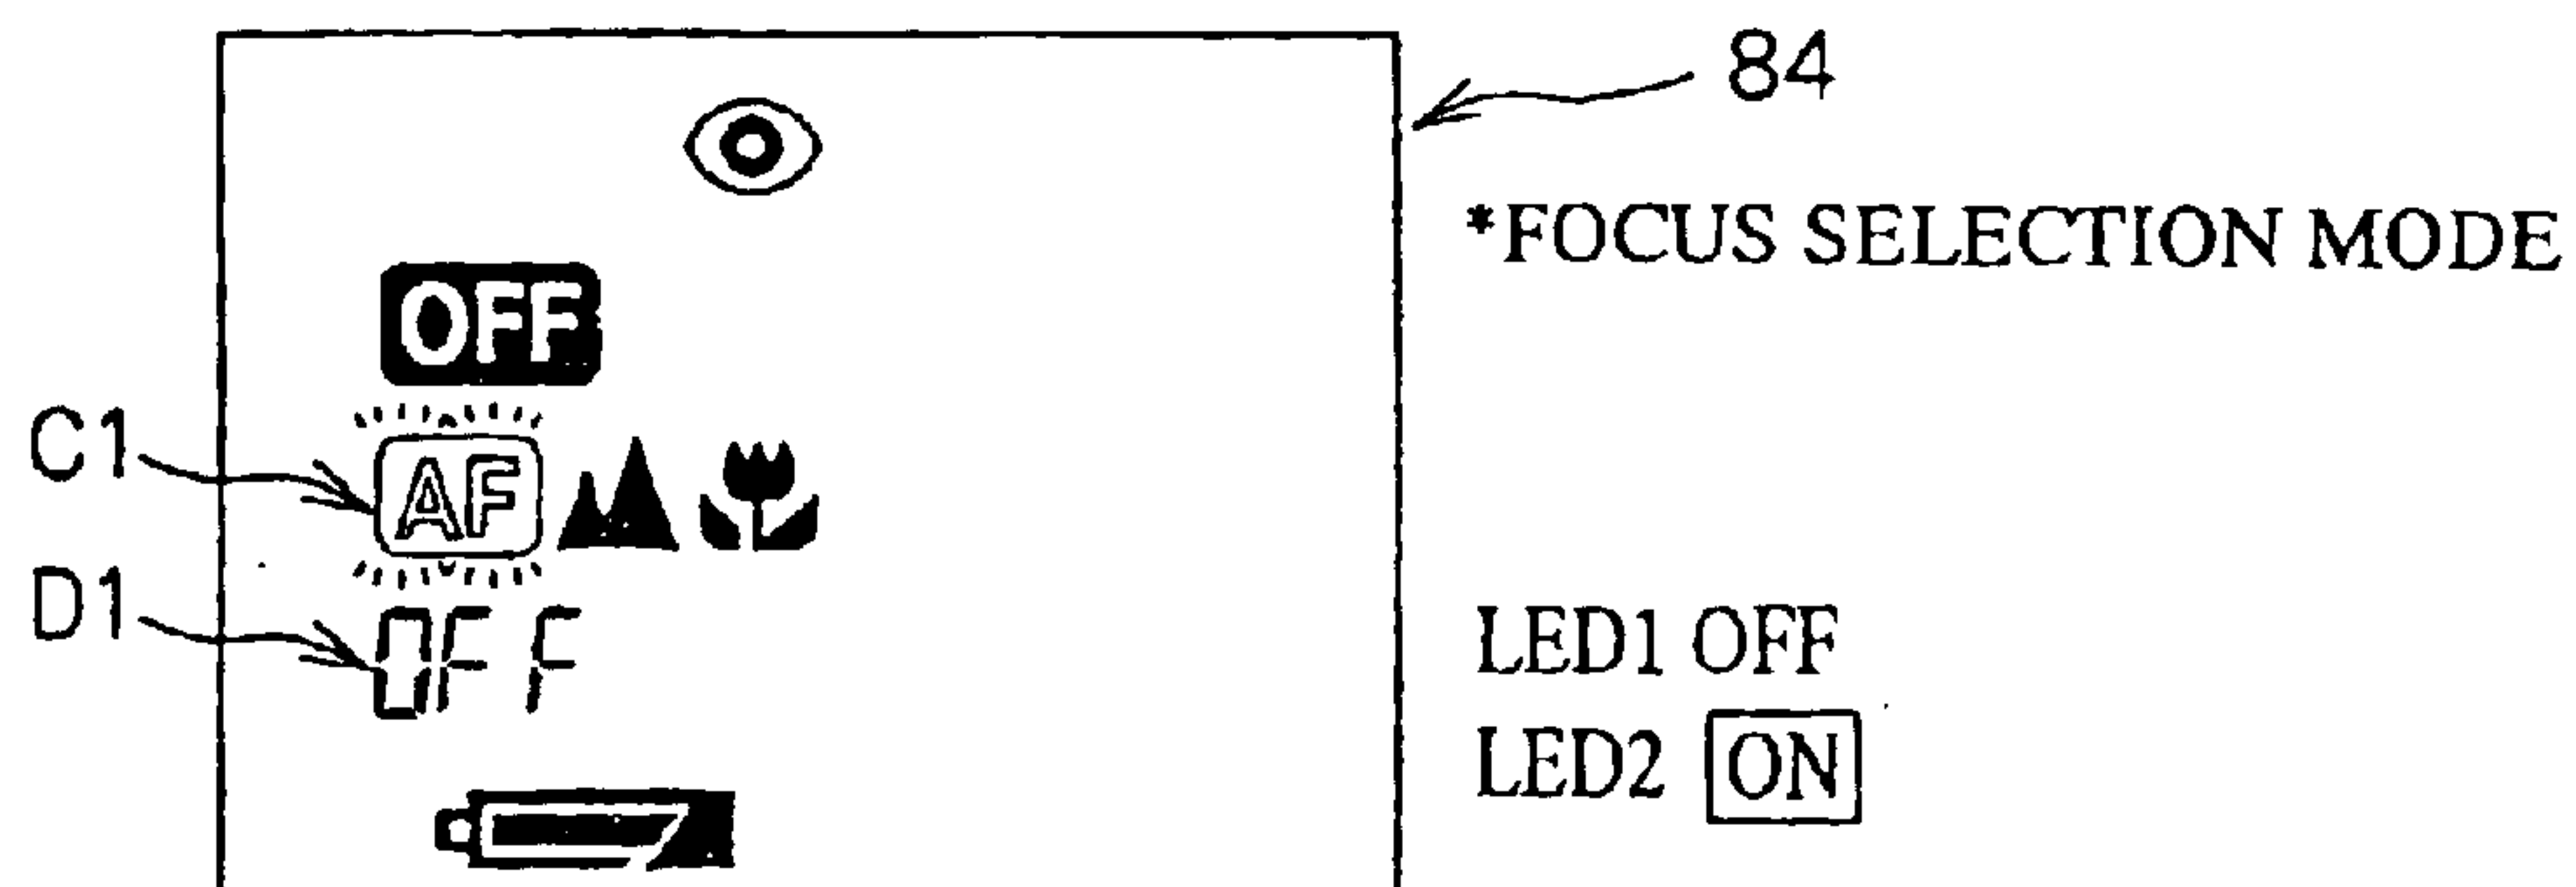 84
*FOCUS SELECTION MODE
OFF
C1
AF
D1
OFF
LED1 OFF
LED2 ON